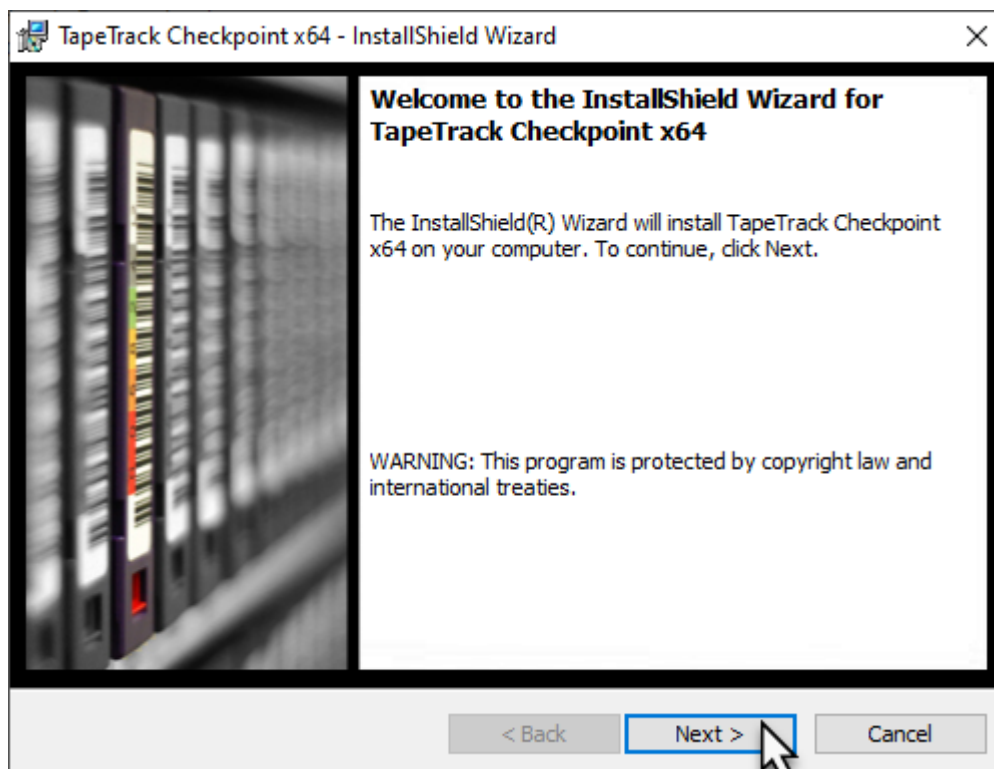 TapeTrack Checkpoint x64 - InstallShield Wizard
Welcome to the InstallShield Wizard for
TapeTrack Checkpoint x64
The InstallShield(R) Wizard will install TapeTrack Checkpoint
x64 on your computer. To continue, click Next.
WARNING: This program is protected by copyright law and
international treaties.
< Back
Next >
Cancel